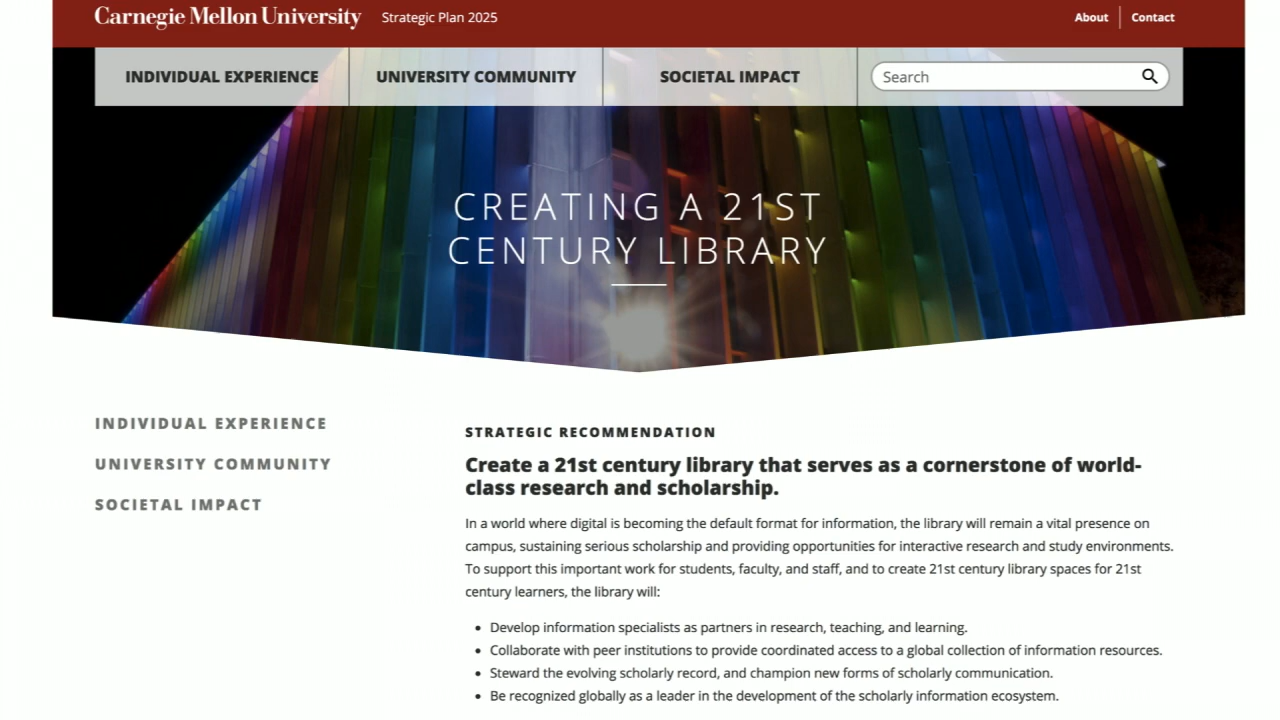 Carnegie Mellon University Strategic Plan 2025 About Contact
INDIVIDUAL EXPERIENCE UNIVERSITY COMMUNITY SOCIETAL IMPACT Search
CREATING A 21ST
CENTURY LIBRARY
INDIVIDUAL EXPERIENCE
UNIVERSITY COMMUNITY
SOCIETAL IMPACT
STRATEGIC RECOMMENDATION
Create a 21st century library that serves as a cornerstone of world-
class research and scholarship.
In a world where digital is becoming the default format for information, the library will remain a vital presence on
campus, sustaining serious scholarship and providing opportunities for interactive research and study environments.
To support this important work for students, faculty, and staff, and to create 21st century library spaces for 21st
century learners, the library will:
• Develop information specialists as partners in research, teaching, and learning.
• Collaborate with peer institutions to provide coordinated access to a global collection of information resources.
• Steward the evolving scholarly record, and champion new forms of scholarly communication.
• Be recognized globally as a leader in the development of the scholarly information ecosystem.